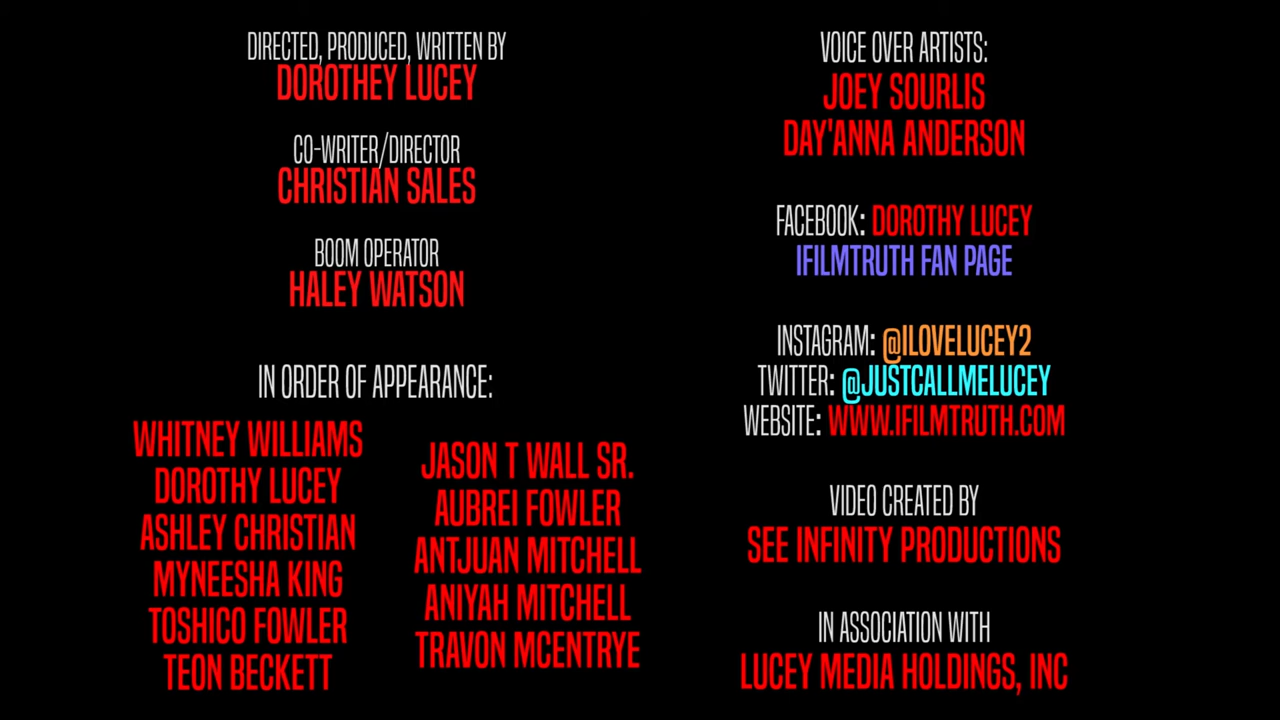 DIRECTED, PRODUCED, WRITTEN BY
DOROTHEY LUCEY
CO-WRITER/DIRECTOR
CHRISTIAN SALES
BOOM OPERATOR
HALEY WATSON
IN ORDER OF APPEARANCE:
WHITNEY WILLIAMS
DOROTHY LUCEY
ASHLEY CHRISTIAN
MYNEESHA KING
TOSHICO FOWLER
TEON BECKETT
JASON T WALL SR.
AUBREI FOWLER
ANTJUAN MITCHELL
ANIYAH MITCHELL
TRAVON MCENTRYE
VOICE OVER ARTISTS:
JOEY SOURLIS
DAY'ANNA ANDERSON
FACEBOOK: DOROTHY LUCEY
IFILMTRUTH FAN PAGE
INSTAGRAM: @ILOVELUCEY2
TWITTER: @JUSTCALLMELUCEY
WEBSITE: WWW.IFILMTRUTH.COM
VIDEO CREATED BY
SEE INFINITY PRODUCTIONS
IN ASSOCIATION WITH
LUCEY MEDIA HOLDINGS, INC